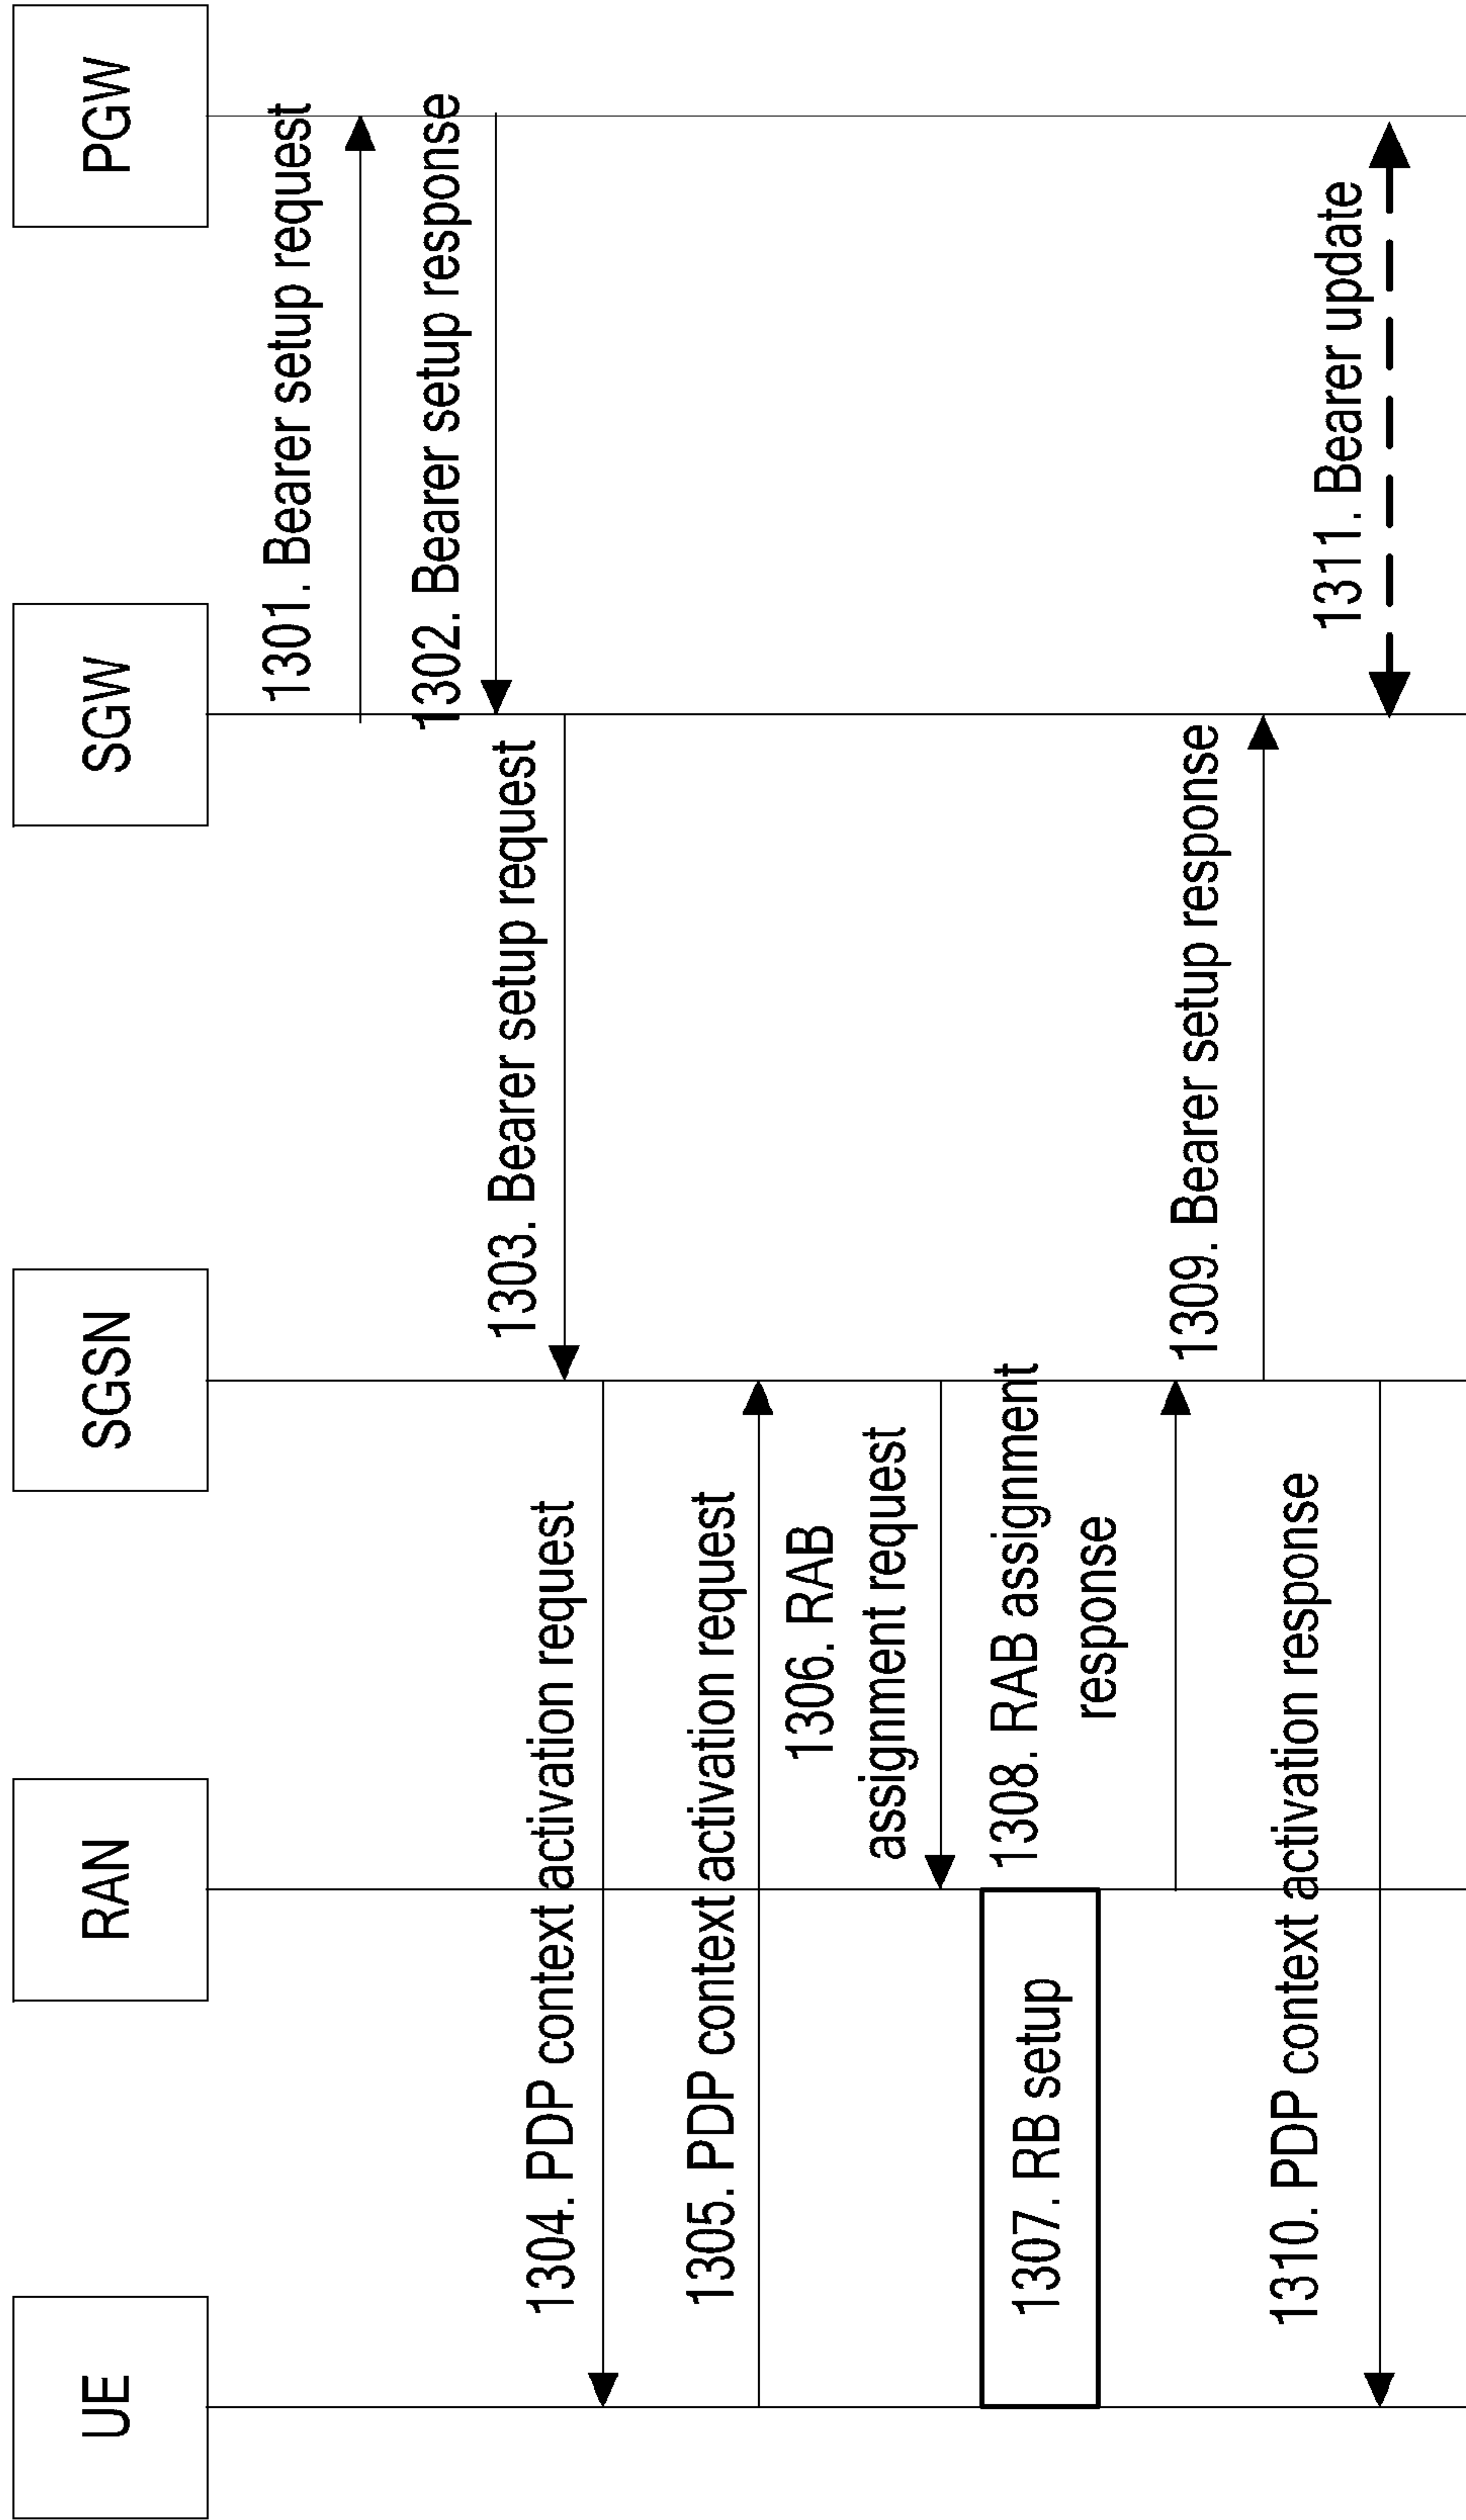 UE
RAN
SGSN
SGW
PGW
1301. Bearer setup request
1302. Bearer setup response
1303. Bearer setup request
1304. PDP context activation request
1305. PDP context activation request
1306. RAB
assignment request
1307. RB setup
1308. RAB assignment
response
1309. Bearer setup response
1310. PDP context activation response
1311. Bearer update